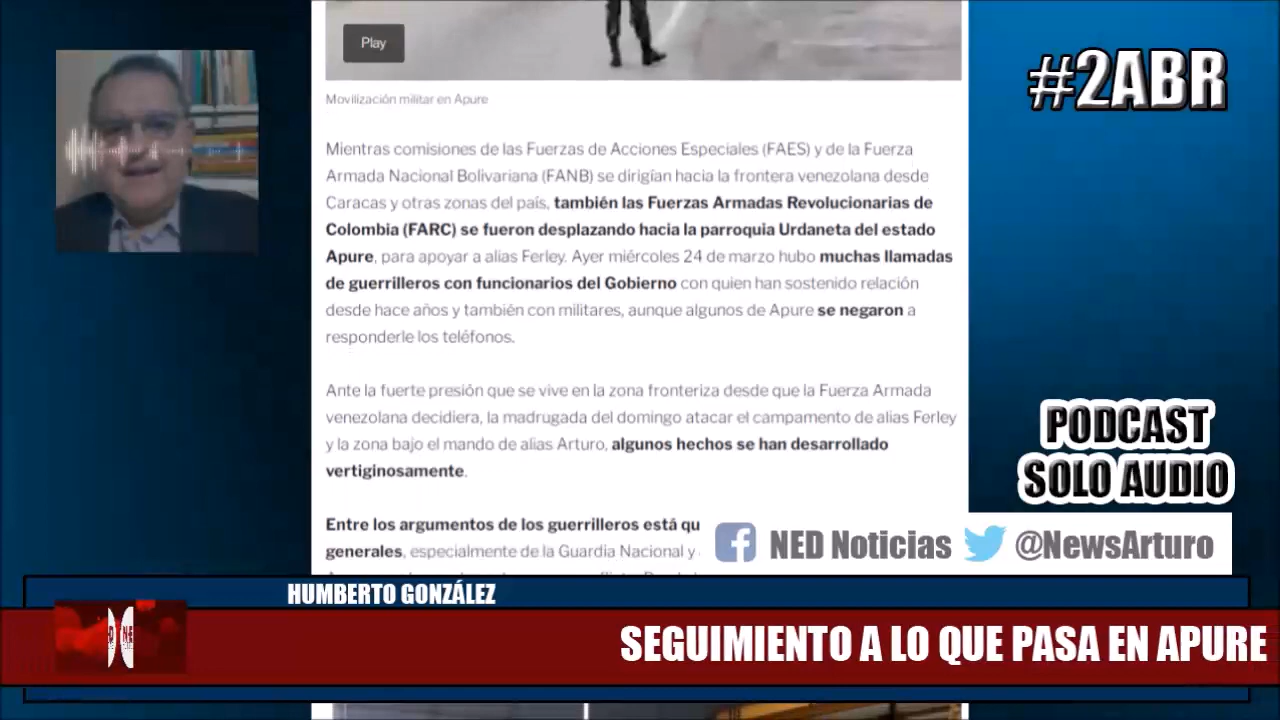 Play
#2ABR
Movilización militar en Apure
Mientras comisiones de las Fuerzas de Acciones Especiales (FAES) y de la Fuerza
Armada Nacional Bolivariana (FANB) se dirigían hacia la frontera venezolana desde
Caracas y otras zonas del país, también las Fuerzas Armadas Revolucionarias de
Colombia (FARC) se fueron desplazando hacia la parroquia Urdaneta del estado
Apure, para apoyar a alias Ferley. Ayer miércoles 24 de marzo hubo muchas llamadas
de guerrilleros con funcionarios del Gobierno con quien han sostenido relación
desde hace años y también con militares, aunque algunos de Apure se negaron a
responderle los teléfonos.
Ante la fuerte presión que se vive en la zona fronteriza desde que la Fuerza Armada
venezolana decidiera, la madrugada del domingo atacar el campamento de alias Ferley
y la zona bajo el mando de alias Arturo, algunos hechos se han desarrollado
vertiginosamente.
PODCAST
SOLO AUDIO
Entre los argumentos de los guerrilleros está qu
generales, especialmente de la Guardia Nacional y
NED Noticias @NewsArturo
HUMBERTO GONZÁLEZ
SEGUIMIENTO A LO QUE PASA EN APURE